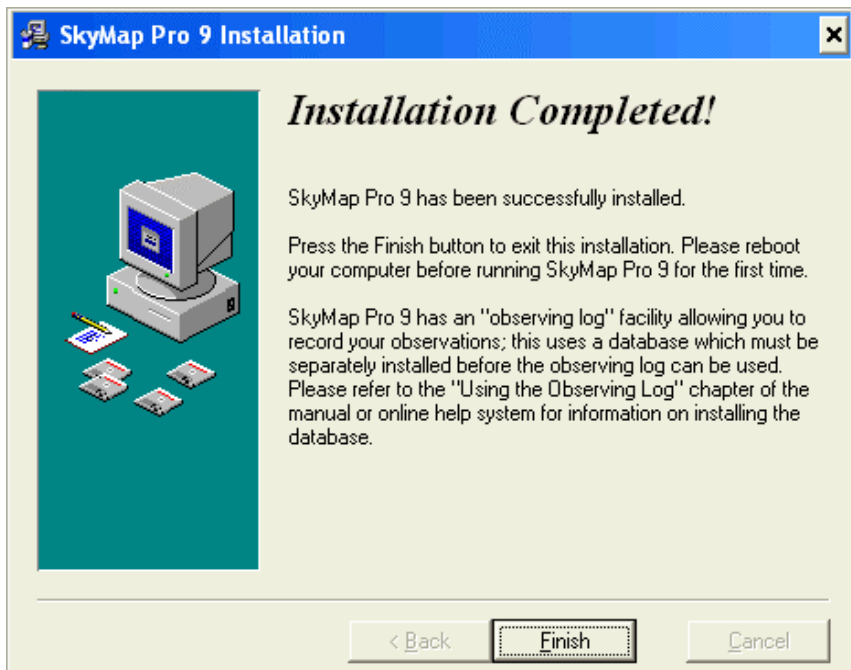 SkyMap Pro 9 Installation
Installation Completed!
SkyMap Pro 9 has been successfully installed.
Press the Finish button to exit this installation. Please reboot
your computer before running SkyMap Pro 9 for the first time.
SkyMap Pro 9 has an "observing log" facility allowing you to
record your observations; this uses a database which must be
separately installed before the observing log can be used.
Please refer to the "Using the Observing Log" chapter of the
manual or online help system for information on installing the
database.
< Back
Finish
Cancel